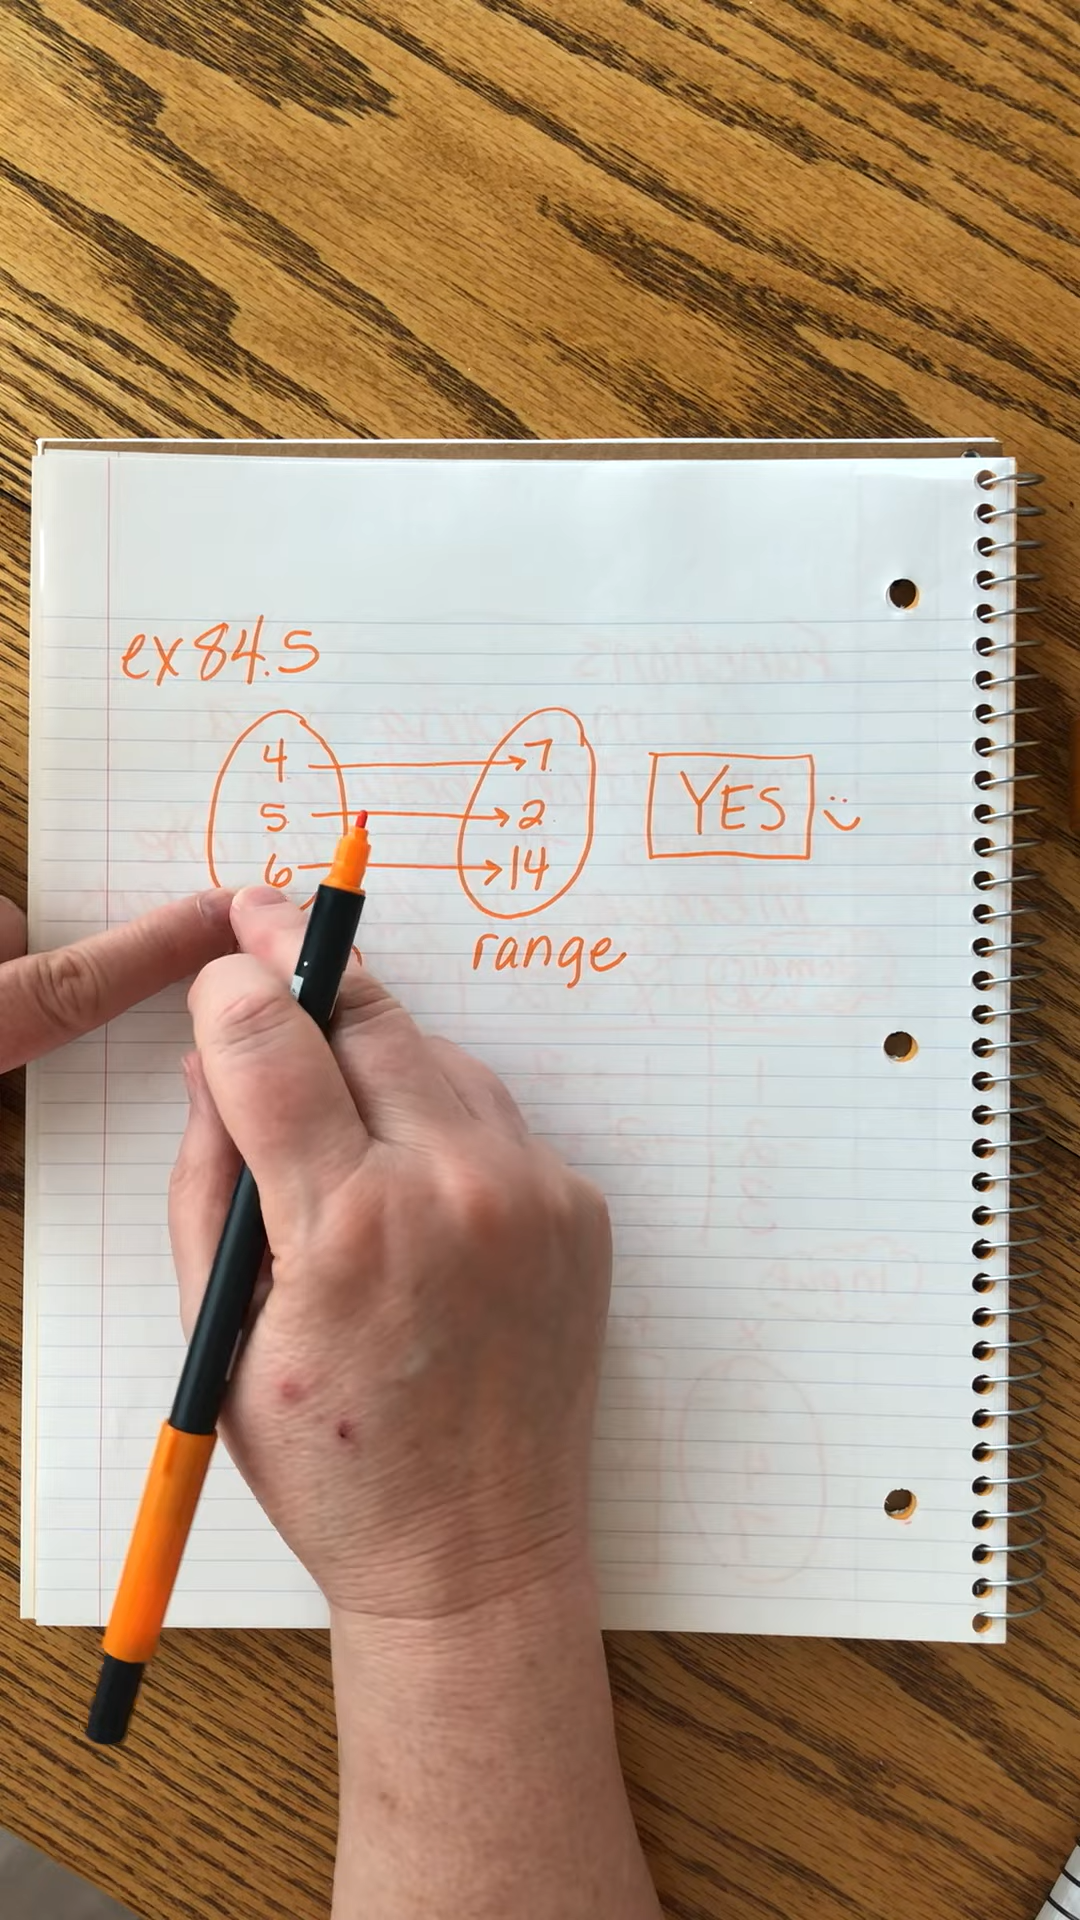 ex 84.5
4 → 7
5 → 2
6 → 14
YES
range